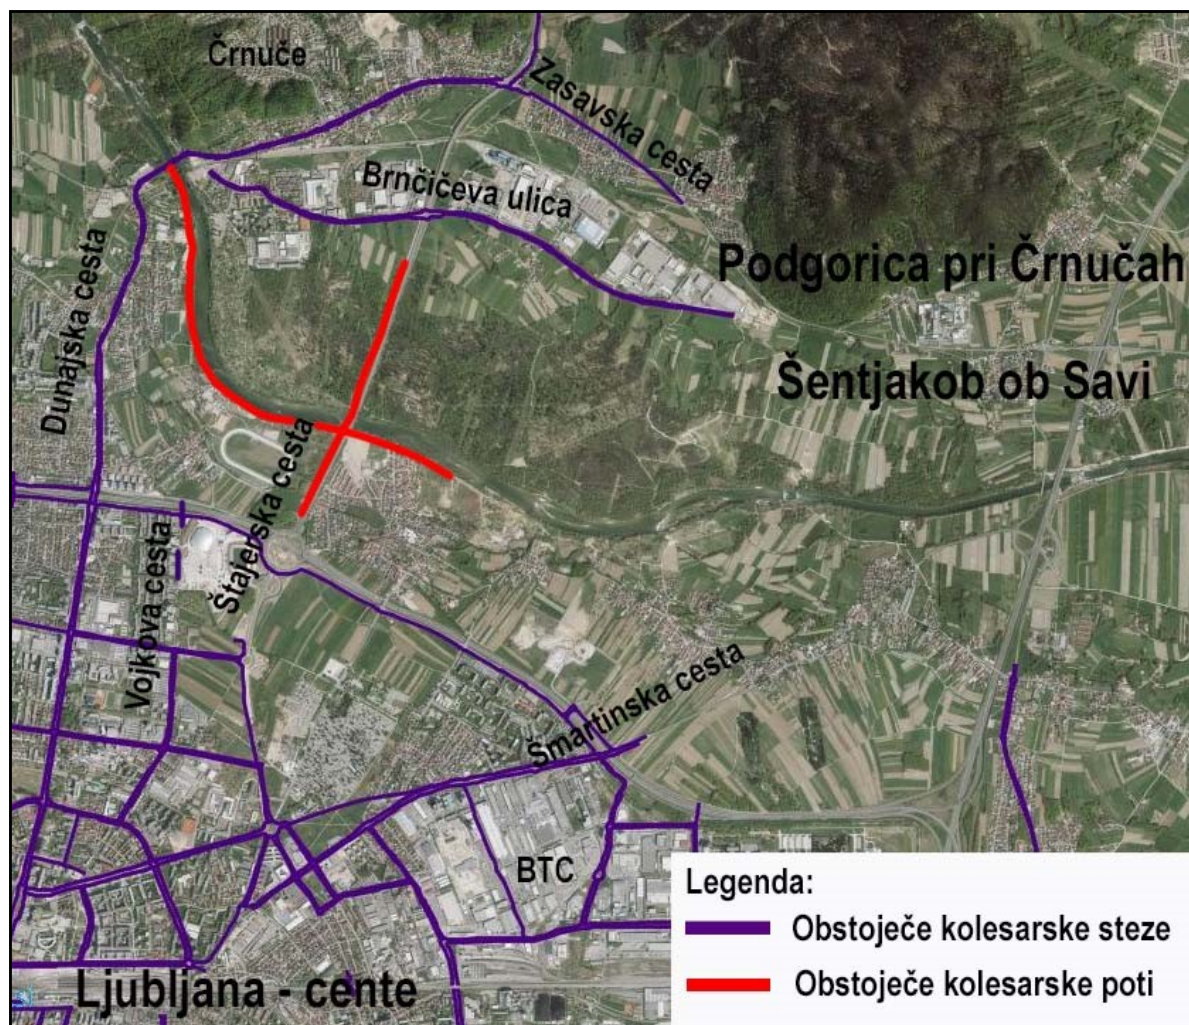 Črnuče
Zasavska cesta
Brnčičeva ulica
Podgorica pri Črnučah
Dunajska cesta
Šentjakob ob Savi
Štajerska cesta
Vojkova cesta
Šmartinska cesta
BTC
Legenda:
Obstoječe kolesarske steze
Obstoječe kolesarske poti
Ljubljana - cente